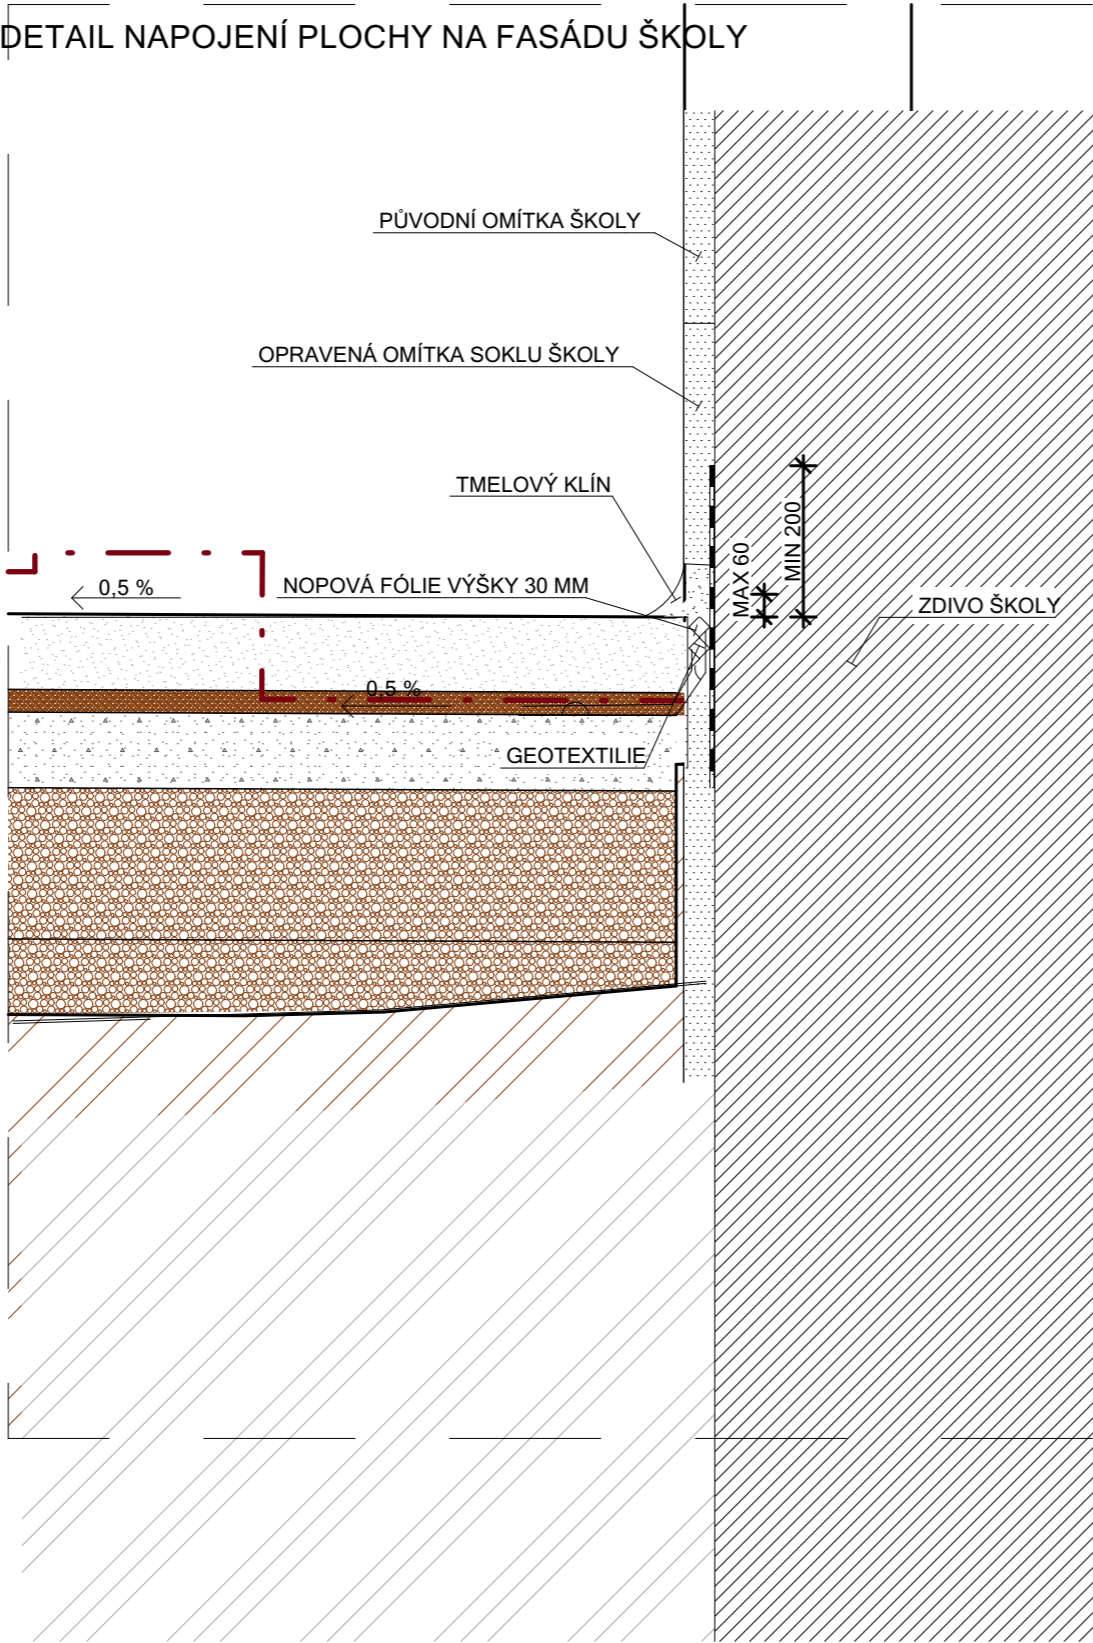 DETAIL NAPOJENÍ PLOCHY NA FASÁDU ŠKOLY
PŮVODNÍ OMÍTKA ŠKOLY
OPRAVENÁ OMÍTKA SOKLU ŠKOLY
TMELOVÝ KLÍN
MIN 200
MAX 60
0,5 %
NOPOVÁ FÓLIE VÝŠKY 30 MM
ZDIVO ŠKOLY
0,5 %
GEOTEXTILIE